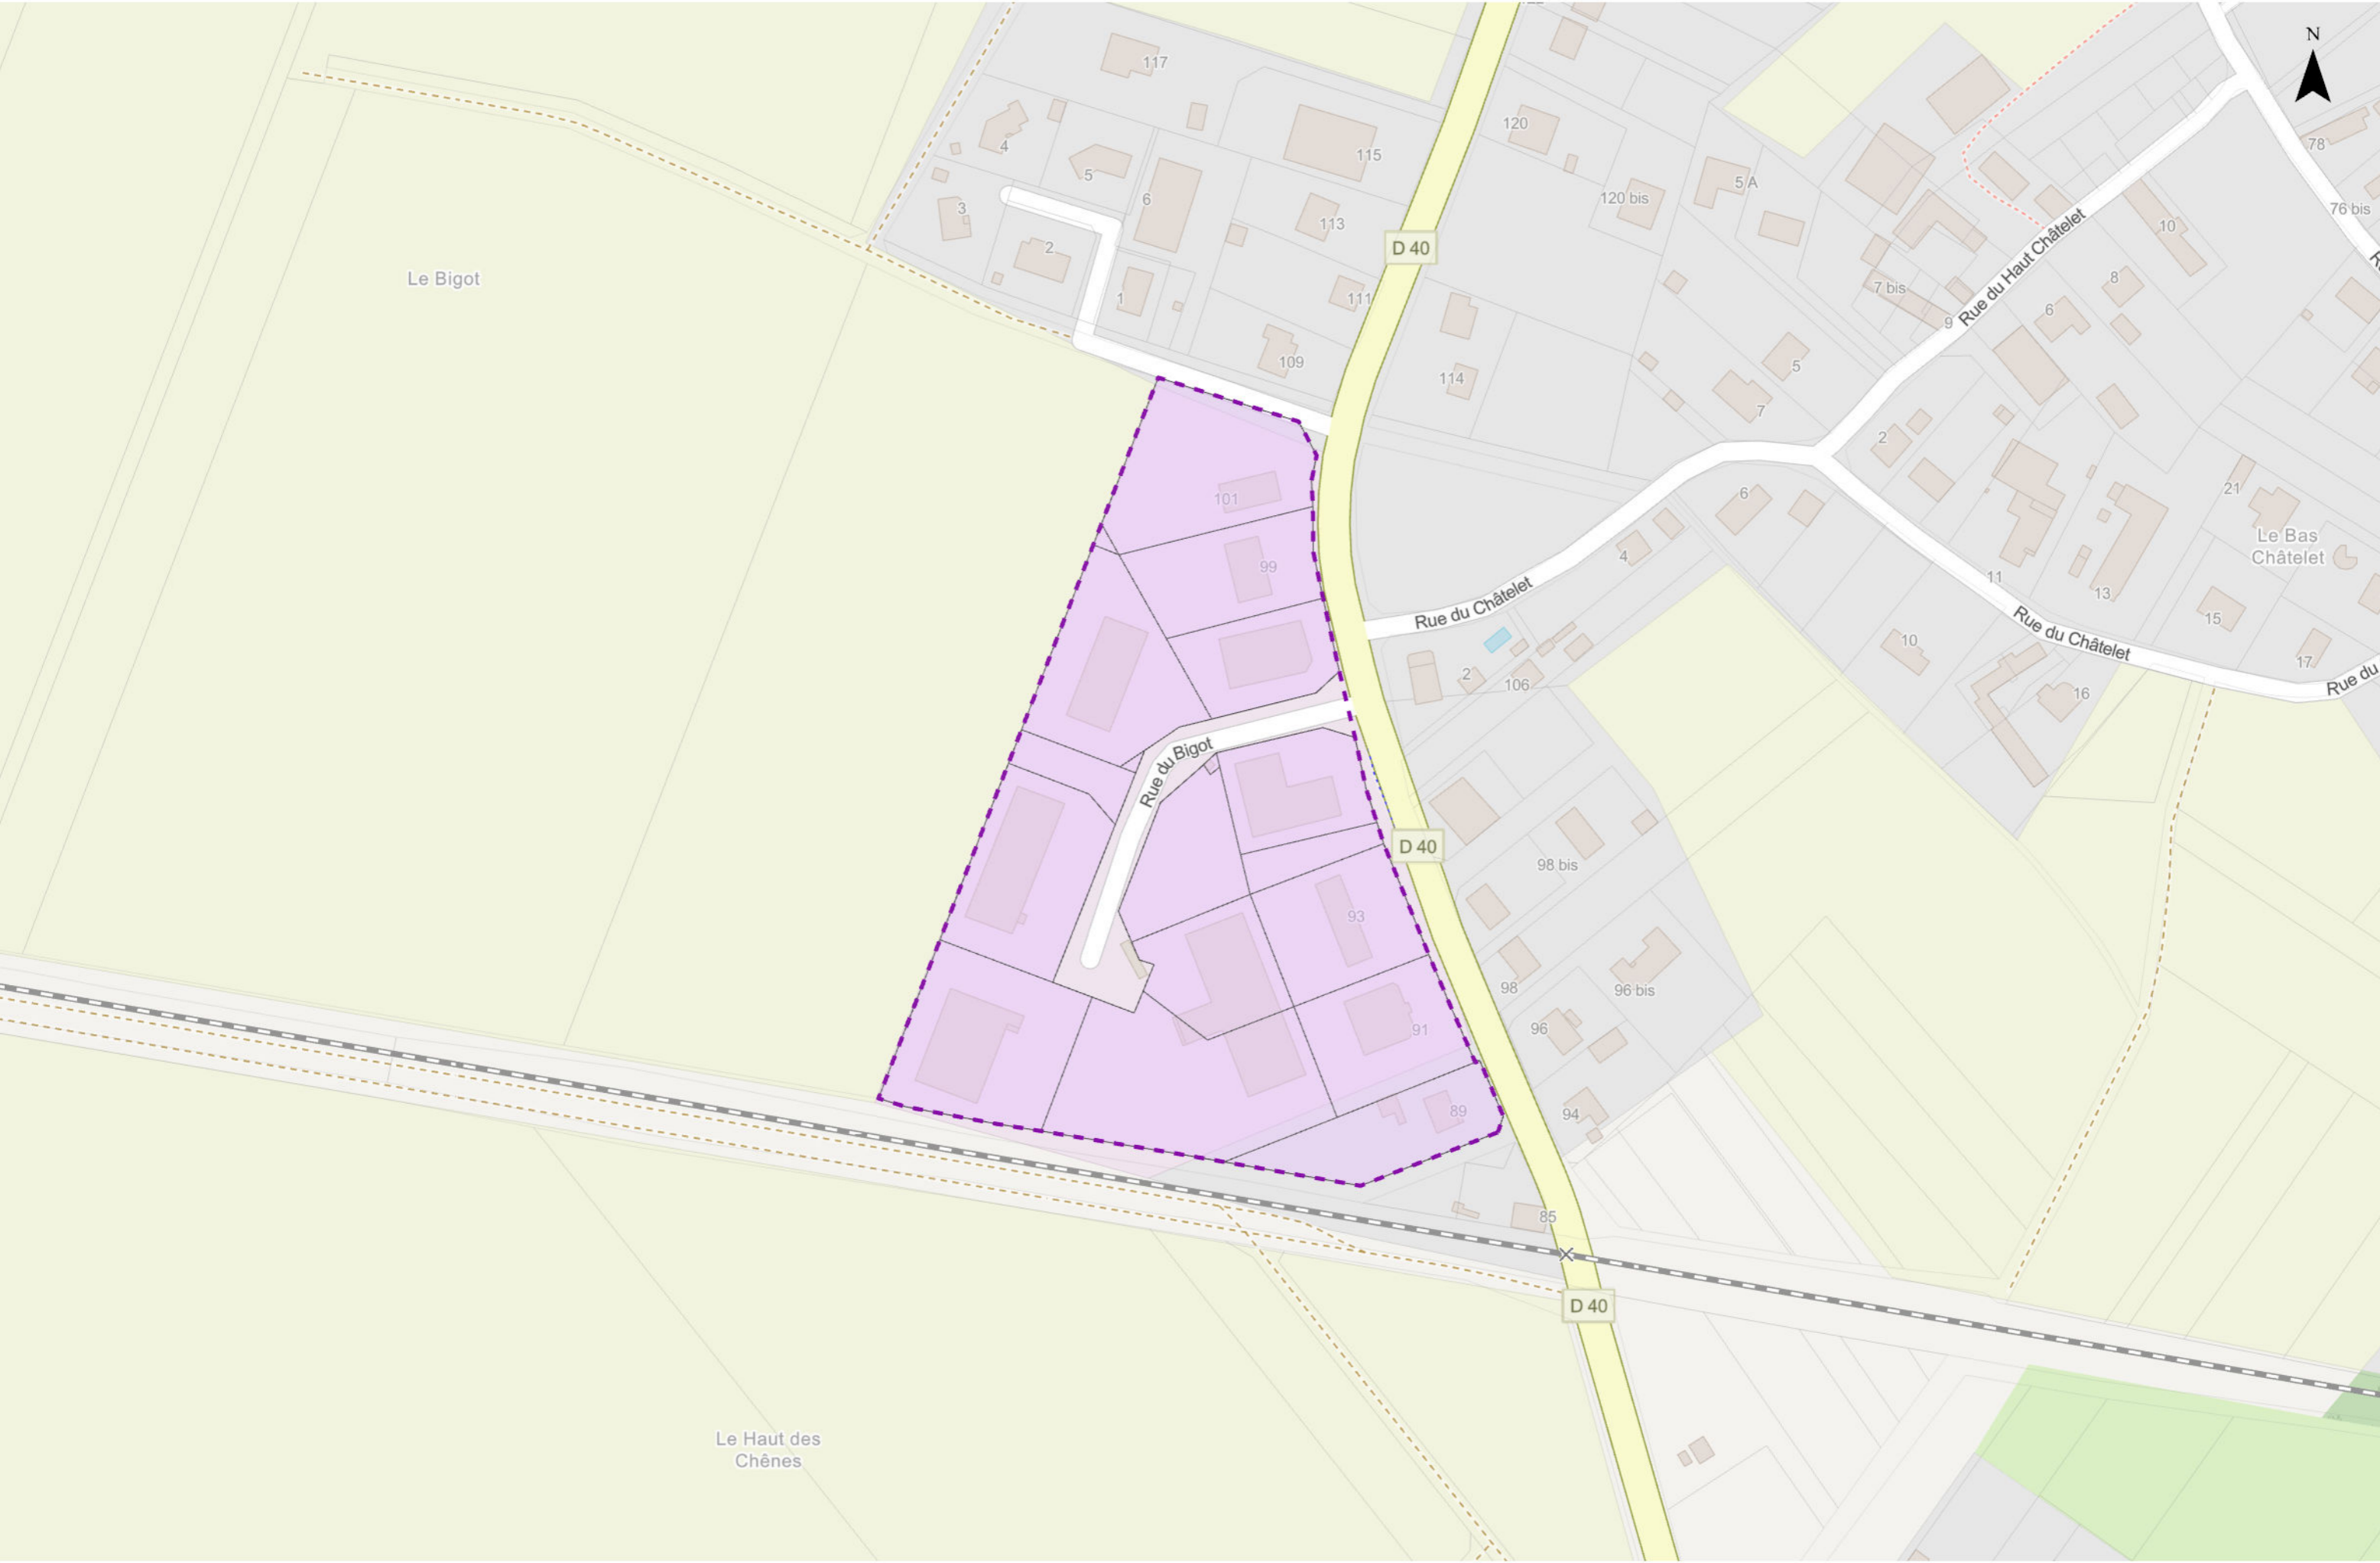 N
117
4
5
3
2
6
1
115
113
111
109
D 40
120
120 bis
5 A
114
7 bis
9
Rue du Haut Châtelet
10
8
6
5
7
2
78
76 bis
Le Bigot
101
99
Rue du Châtelet
4
6
2
106
11
13
21
Le Bas
Châtelet
15
17
10
16
Rue du Châtelet
Rue du
Rue du Bigot
D 40
93
91
89
98 bis
98
96 bis
96
94
85
D 40
Le Haut des
Chênes